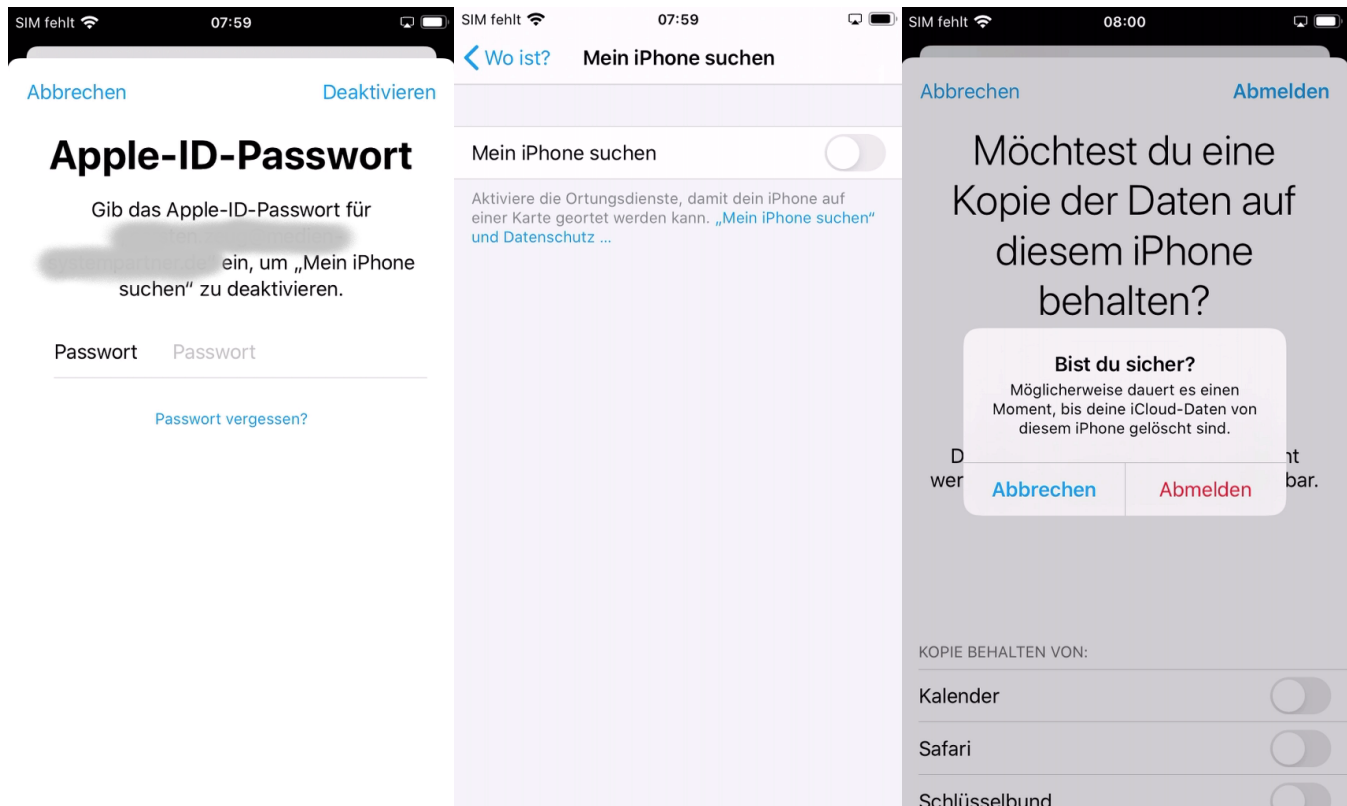 SIM fehlt 07:59
Abbrechen Deaktivieren
Apple-ID-Passwort
Gib das Apple-ID-Passwort für
ein, um „Mein iPhone
suchen“ zu deaktivieren.
Passwort Passwort
Passwort vergessen?
SIM fehlt 07:59
Wo ist? Mein iPhone suchen
Mein iPhone suchen
Aktiviere die Ortungsdienste, damit dein iPhone auf
einer Karte geortet werden kann. „Mein iPhone suchen“
und Datenschutz ...
SIM fehlt 08:00
Abbrechen Abmelden
Möchtest du eine
Kopie der Daten auf
diesem iPhone
behalten?
Bist du sicher?
Möglicherweise dauert es einen
Moment, bis deine iCloud-Daten von
diesem iPhone gelöscht sind.
Abbrechen Abmelden
KOPIE BEHALTEN VON:
Kalender
Safari
Schlüsselbund